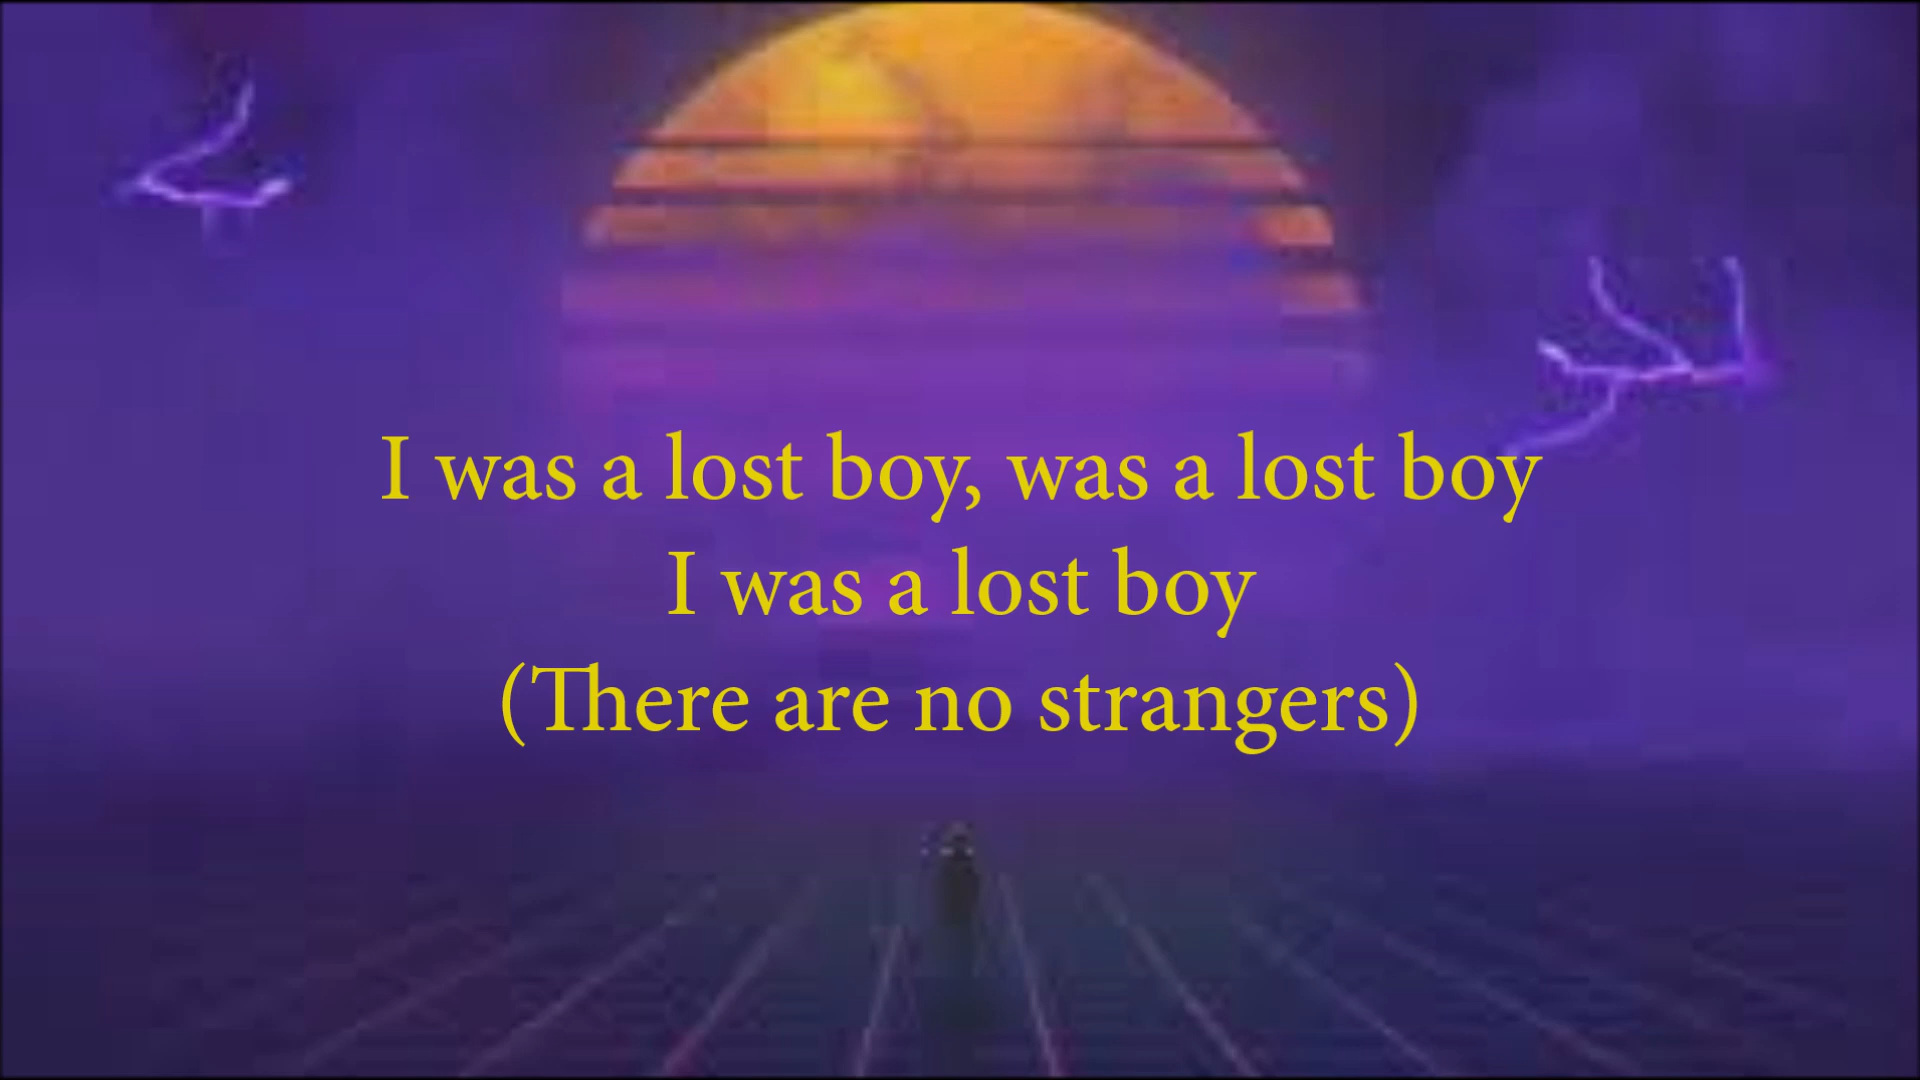 I was a lost boy, was a lost boy
I was a lost boy
(There are no strangers)